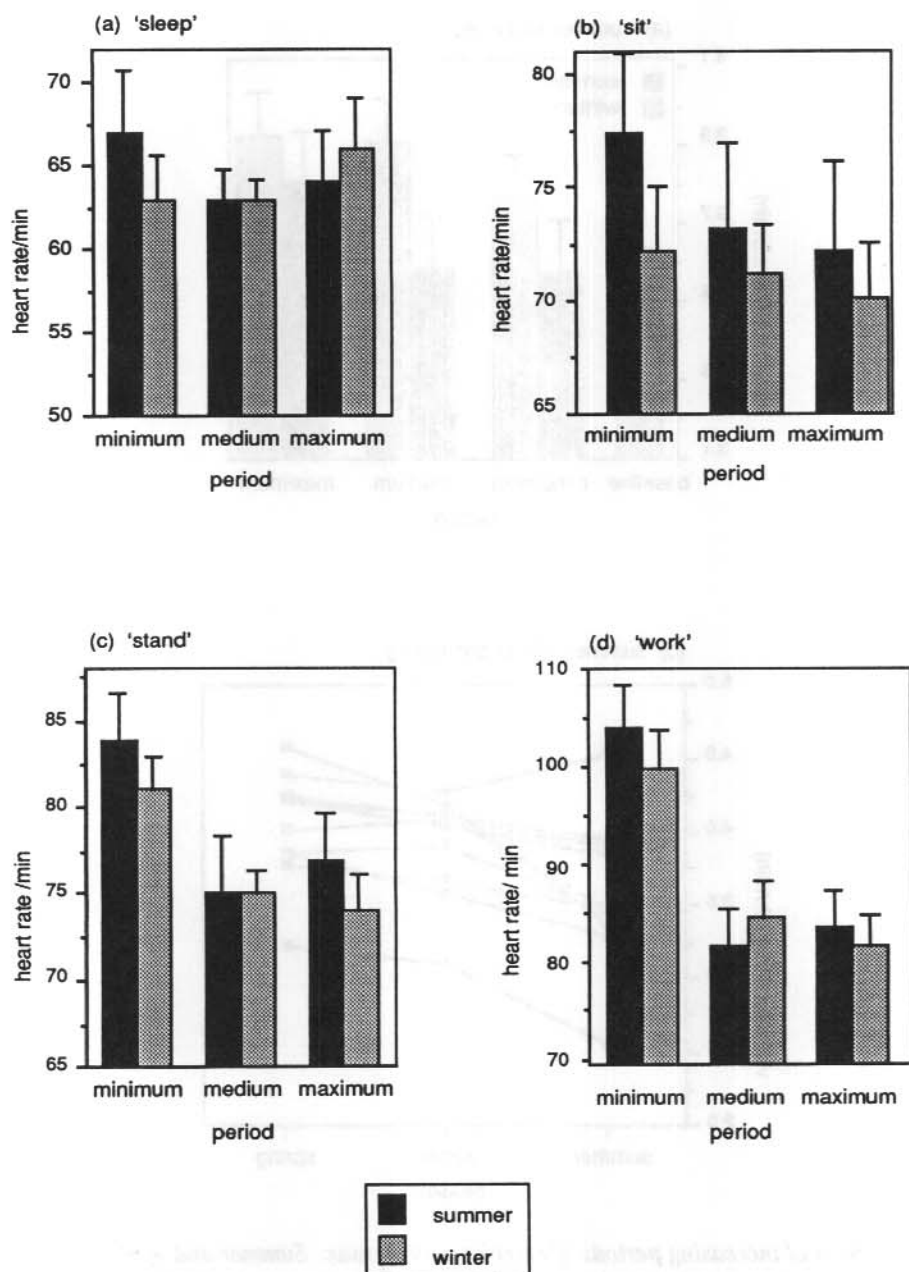 (a) 'sleep'
heart rate/min
70
65
60
55
50
minimum medium maximum
period
(b) 'sit'
heart rate/min
80
75
70
65
minimum medium maximum
period
(c) 'stand'
heart rate /min
85
80
75
70
65
minimum medium maximum
period
(d) 'work'
heart rate/ min
110
100
90
80
70
minimum medium maximum
period
summer
winter